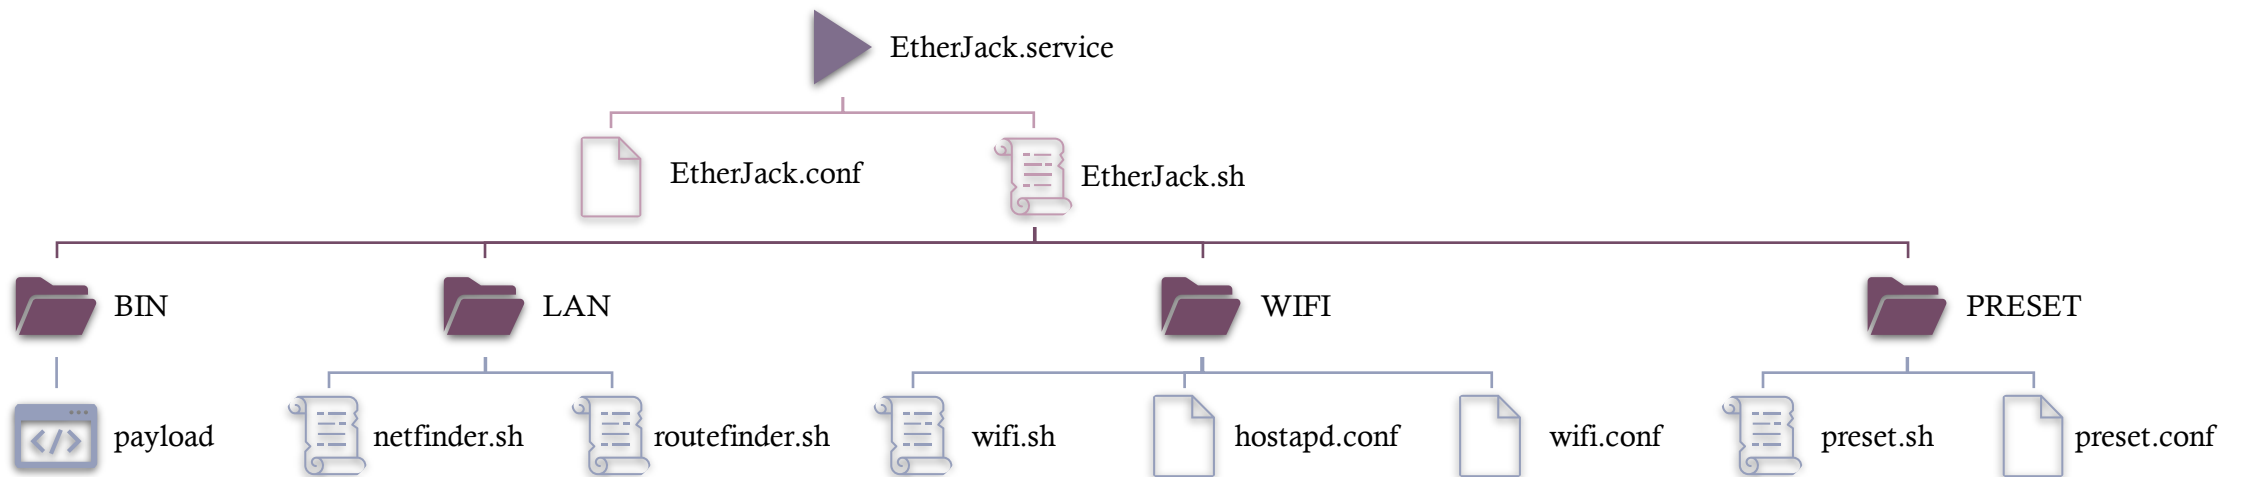 EtherJack.service
EtherJack.conf
EtherJack.sh
BIN
LAN
WIFI
PRESET
payload
netfinder.sh
routefinder.sh
wifi.sh
hostapd.conf
wifi.conf
preset.sh
preset.conf